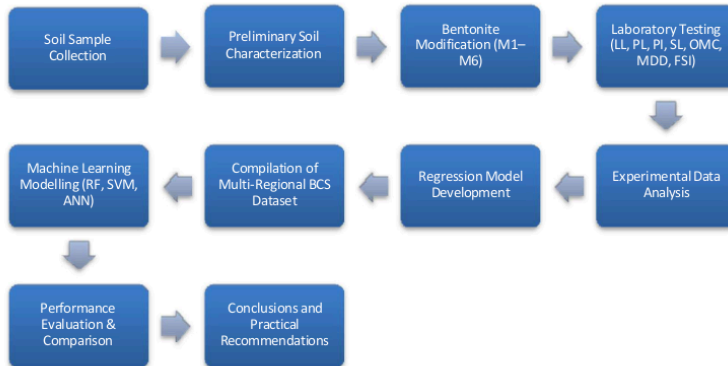 Soil Sample
Collection
Preliminary Soil
Characterization
Bentonite
Modification (M1–
M6)
Laboratory Testing
(LL, PL, PI, SL, OMC,
MDD, FSI)
Experimental Data
Analysis
Regression Model
Development
Compilation of
Multi-Regional BCS
Dataset
Machine Learning
Modelling (RF, SVM,
ANN)
Performance
Evaluation &
Comparison
Conclusions and
Practical
Recommendations